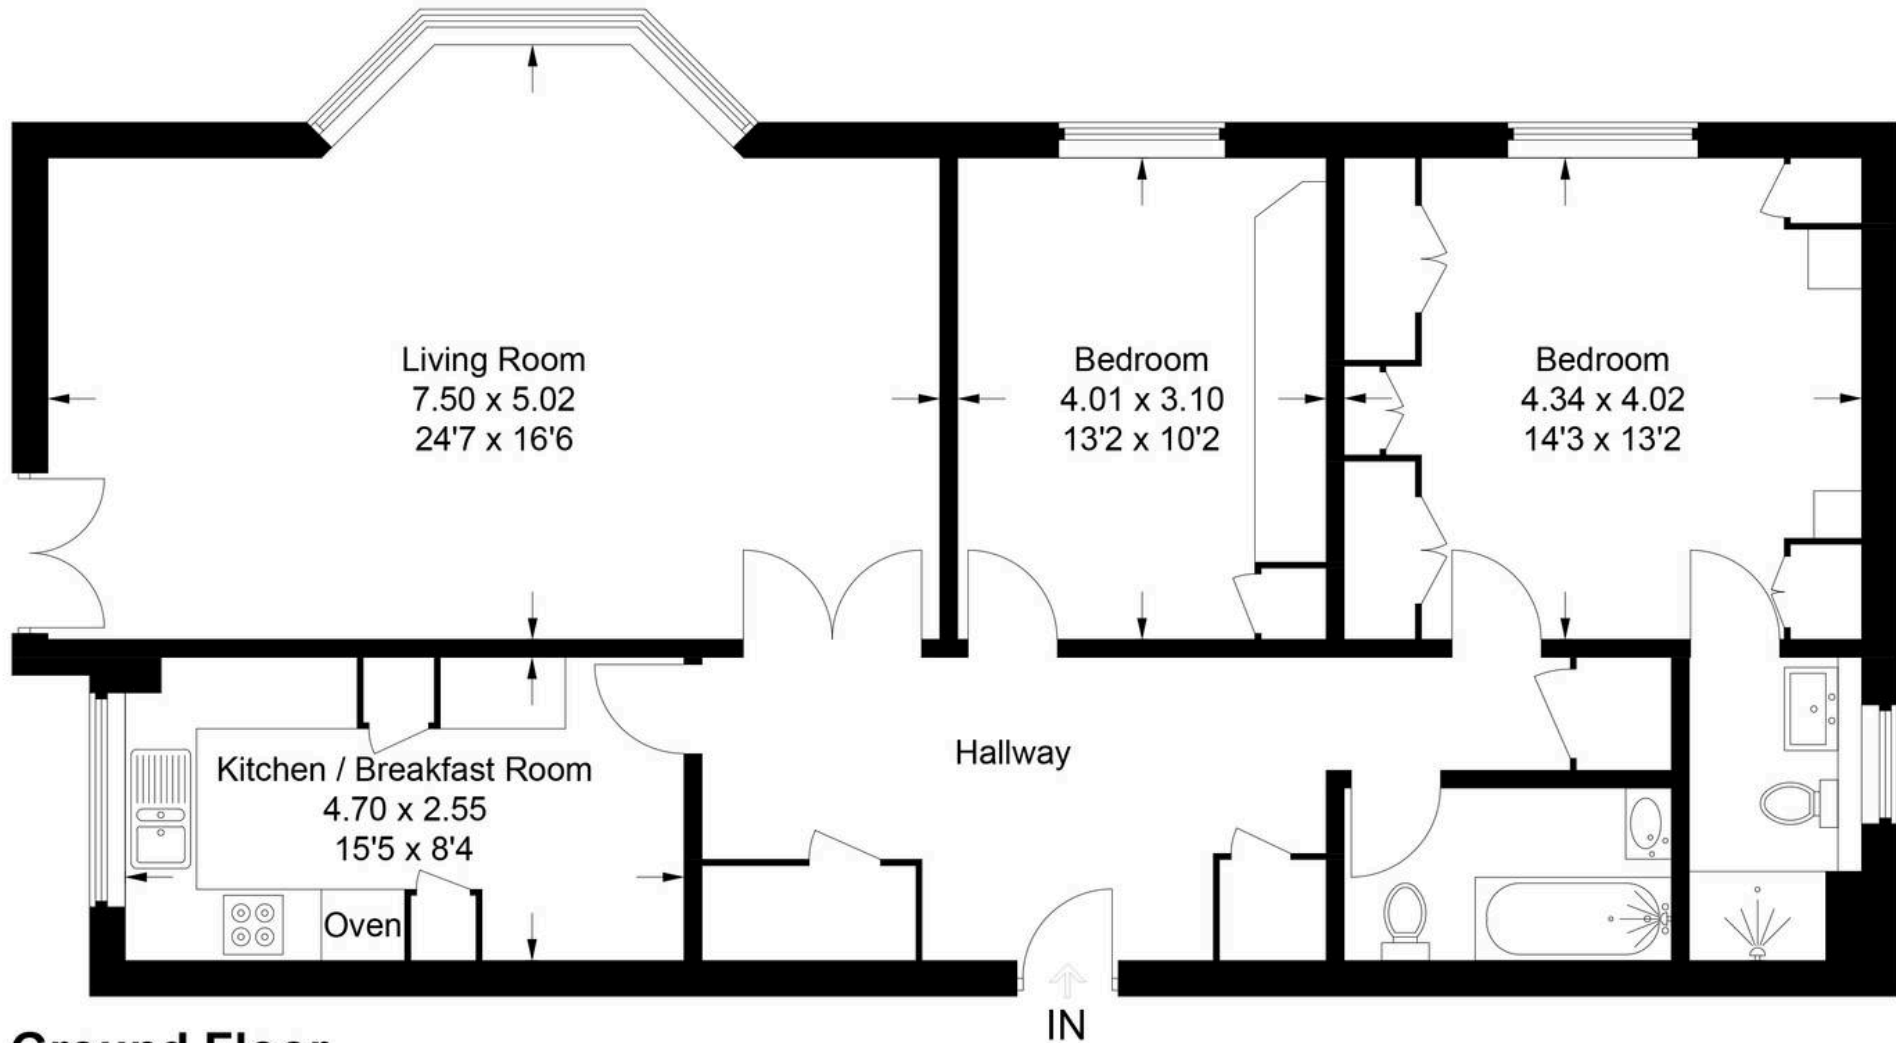 Living Room
7.50 x 5.02
24'7 x 16'6
Bedroom
4.01 x 3.10
13'2 x 10'2
Bedroom
4.34 x 4.02
14'3 x 13'2
Kitchen / Breakfast Room
4.70 x 2.55
15'5 x 8'4
Oven
Hallway
IN
Ground Floor